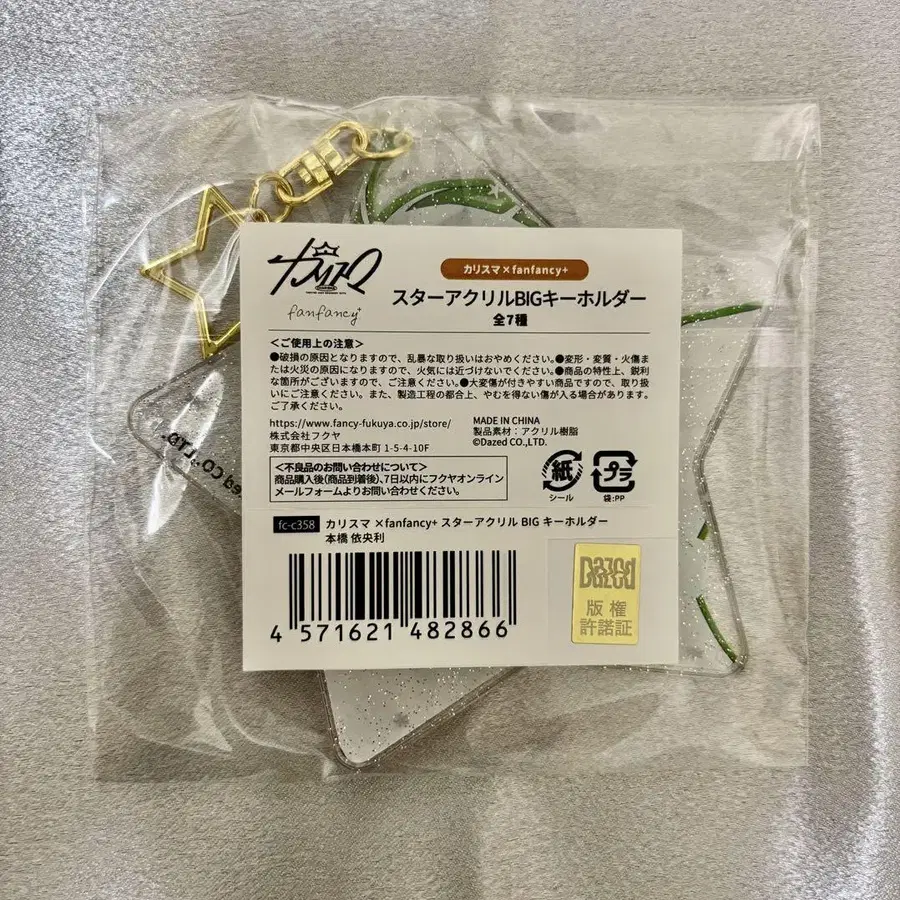 カリスマ
fanfancy+
カリスマ×fanfancy+
スターアクリルBIGキーホルダー
全7種
＜ご使用上の注意＞
●破損の原因となりますので、乱暴な取り扱いはおやめください。●変形・変質・火傷ま
たは火災の原因になりますので、火気には近づけないでください。●商品の特性上、鋭利
な箇所がございますので、ご注意ください。●大変傷が付きやすい商品ですので、取り扱
いにご注意ください。また、製造工程の都合上、やむを得ない傷が入る場合があります。
ご了承ください。
https://www.fancy-fukuya.co.jp/store/
株式会社フクヤ
東京都中央区日本橋本町 1-5-4-10F
MADE IN CHINA
製品素材：アクリル樹脂
©Dazed CO.,LTD.
＜不良品のお問い合わせについて＞
商品購入後(商品到着後)、7日以内にフクヤオンライン
メールフォームよりお問い合わせください。
紙
シール
プラ
袋:PP
fc-c358 カリスマ ×fanfancy+ スターアクリル BIG キーホルダー
本橋 依央利
4 571621 482866
Dazed
版権
許諾証
ed CO.,LTD.